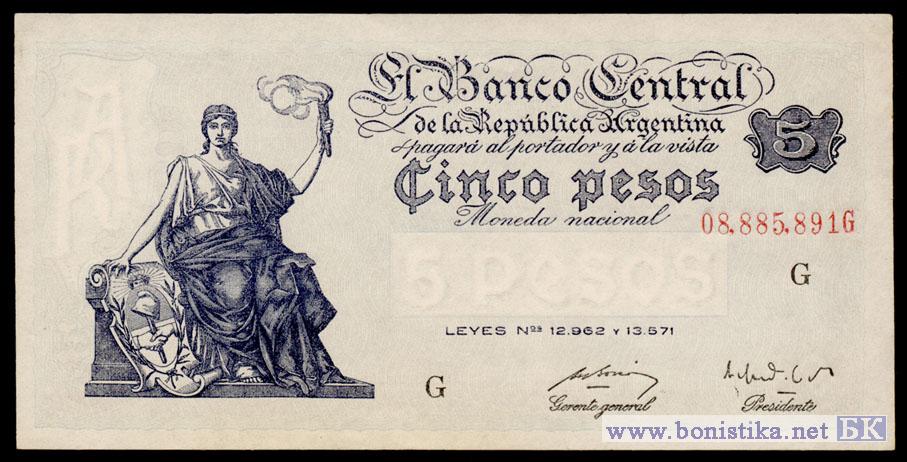 El Banco Central
de la República Argentina
pagará al portador y á la vista
5
Cinco pesos
Moneda nacional
08.885.891G
G
5 PESOS
LEYES Nos 12.962 Y 13.571
G
Gerente general
Presidente
www.bonistika.net БК